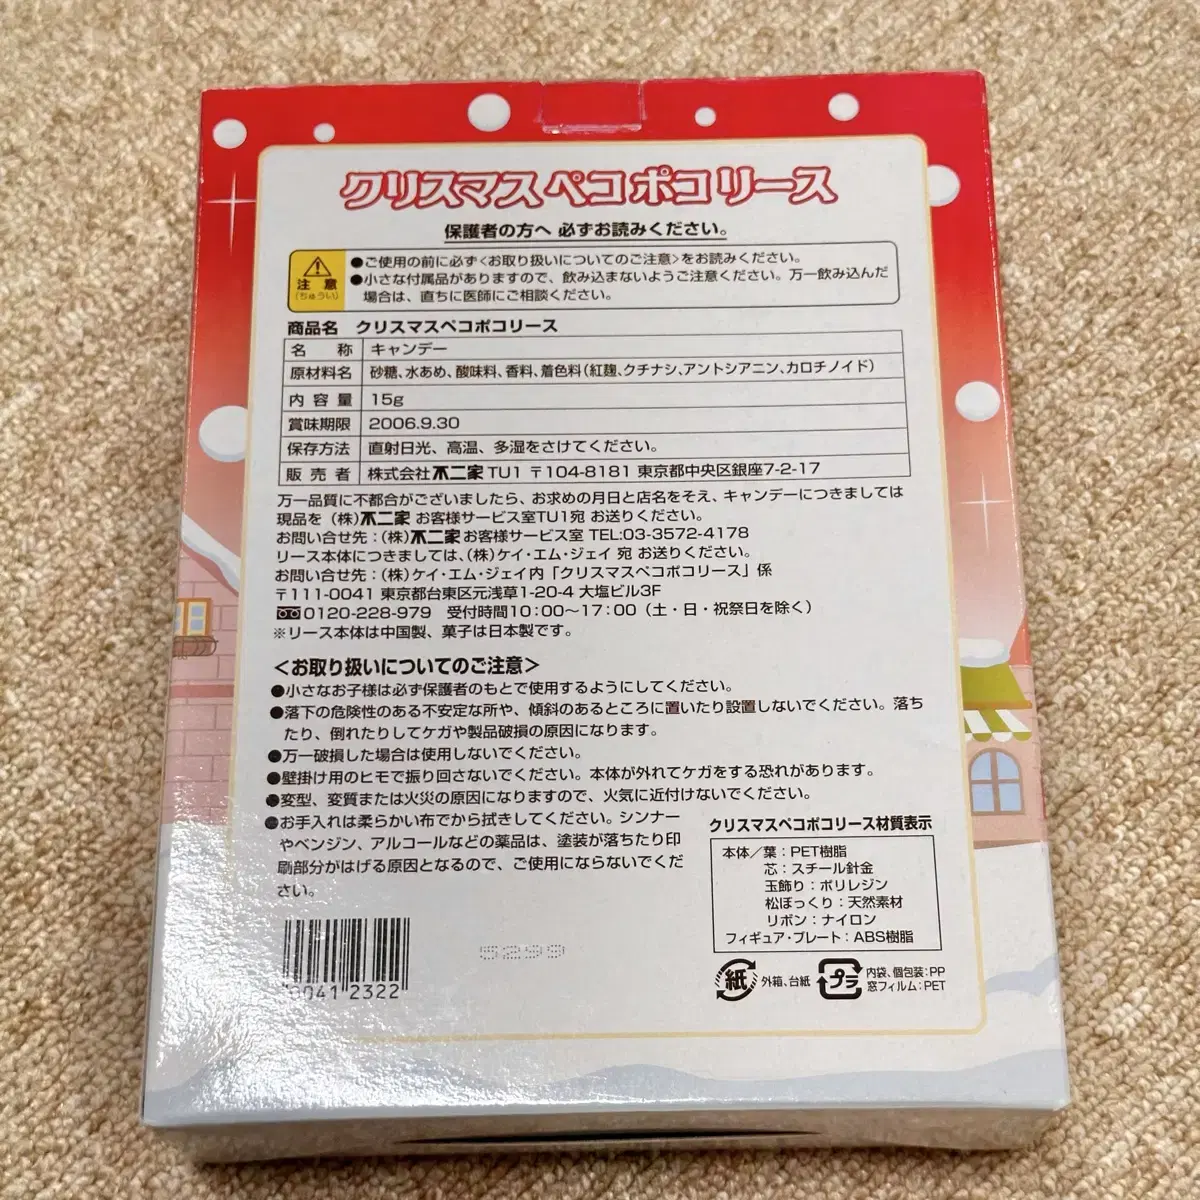 クリスマスペコポコリース
保護者の方へ 必ずお読みください。
注意
(ちゅうい)
●ご使用の前に必ず<お取り扱いについてのご注意>をお読みください。
●小さな付属品がありますので、飲み込まないようご注意ください。万一飲み込んだ
場合は、直ちに医師にご相談ください。
商品名 クリスマスペコポコリース
名称 キャンデー
原材料名 砂糖、水あめ、酸味料、香料、着色料(紅麹、クチナシ、アントシアニン、カロチノイド)
内容量 15g
賞味期限 2006.9.30
保存方法 直射日光、高温、多湿をさけてください。
販売者 株式会社不二家 TU1 〒104-8181 東京都中央区銀座7-2-17
万一品質に不都合がございましたら、お求めの月日と店名をそえ、キャンデーにつきましては
現品を(株)不二家 お客様サービス室TU1宛 お送りください。
お問い合せ先:(株)不二家 お客様サービス室 TEL:03-3572-4178
リース本体につきましては、(株)ケイ・エム・ジェイ 宛 お送りください。
お問い合せ先:(株)ケイ・エム・ジェイ内「クリスマスペコポコリース」係
〒111-0041 東京都台東区元浅草1-20-4 大塩ビル3F
0120-228-979 受付時間10:00〜17:00(土・日・祝祭日を除く)
※リース本体は中国製、菓子は日本製です。
<お取り扱いについてのご注意>
●小さなお子様は必ず保護者のもとで使用するようにしてください。
●落下の危険性のある不安定な所や、傾斜のあるところに置いたり設置しないでください。落ち
たり、倒れたりしてケガや製品破損の原因になります。
●万一破損した場合は使用しないでください。
●壁掛け用のヒモで振り回さないでください。本体が外れてケガをする恐れがあります。
●変型、変質または火災の原因になりますので、火気に近付けないでください。
●お手入れは柔らかい布でから拭きしてください。シンナー
やベンジン、アルコールなどの薬品は、塗装が落ちたり印
刷部分がはげる原因となるので、ご使用にならないでくだ
さい。
クリスマスペコポコリース材質表示
本体/葉:PET樹脂
芯:スチール針金
玉飾り:ポリレジン
松ぼっくり:天然素材
リボン:ナイロン
フィギュア・プレート:ABS樹脂
紙 外箱、台紙
プラ 内袋、個包装:PP
窓フィルム:PET
5299
041 2322